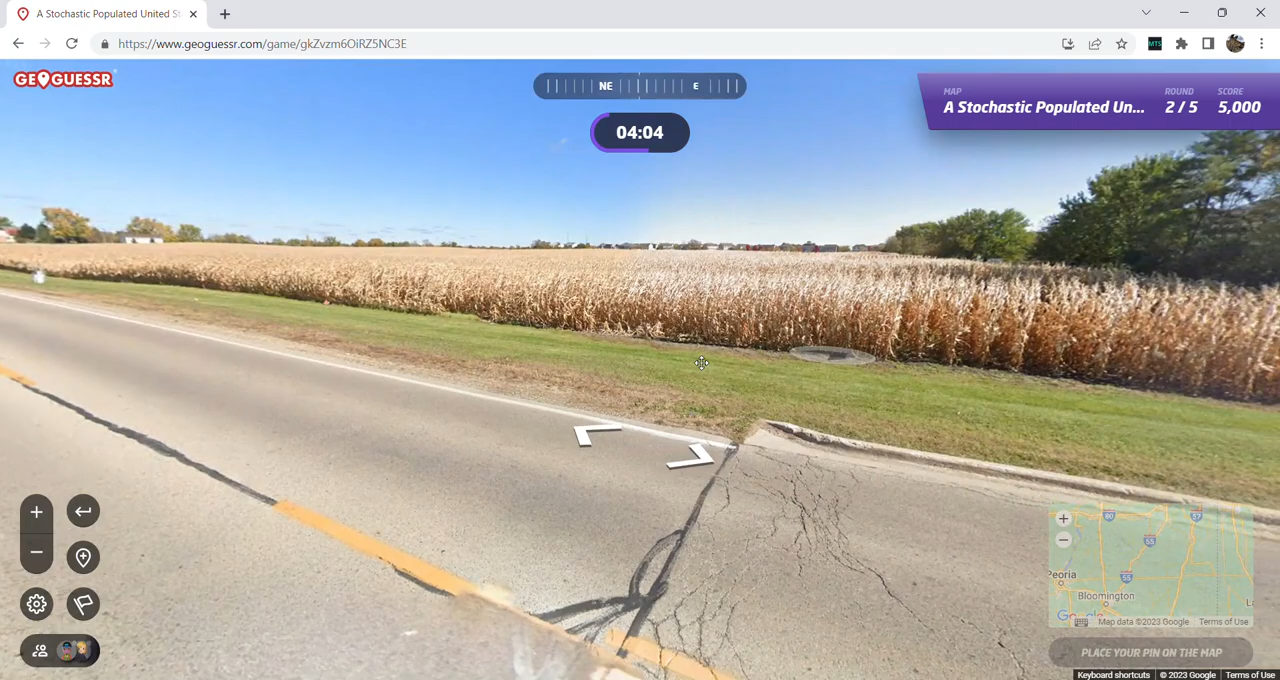 A Stochastic Populated United St
https://www.geoguessr.com/game/gkZvzm6OiRZ5NC3E
MTS
GEOGUESSR
NE
E
04:04
MAP
ROUND
SCORE
A Stochastic Populated Un...
2 / 5
5,000
80
57
55
55
Peoria
Bloomington
Google
Map data ©2023 Google
Terms of Use
PLACE YOUR PIN ON THE MAP
Keyboard shortcuts
© 2023 Google
Terms of Use